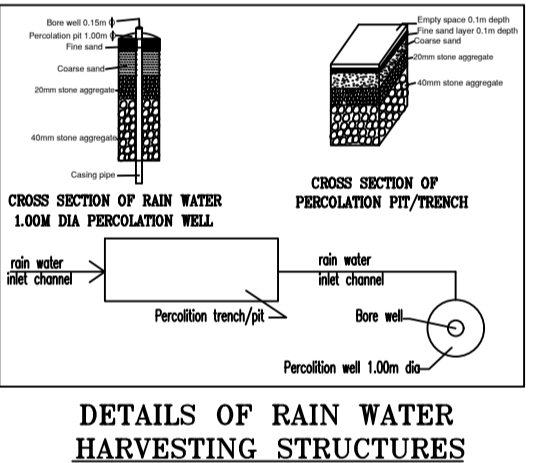 Bore well 0.15m ϕ
Percolation pit 1.00m ϕ
Fine sand
Coarse sand
20mm stone aggregate
40mm stone aggregate
Casing pipe
CROSS SECTION OF RAIN WATER
1.00M DIA PERCOLATION WELL
Empty space 0.1m depth
Fine sand layer 0.1m depth
Coarse sand
20mm stone aggregate
40mm stone aggregate
CROSS SECTION OF
PERCOLATION PIT/TRENCH
rain water
inlet channel
Percolition trench/pit
rain water
inlet channel
Bore well
Percolition well 1.00m dia
DETAILS OF RAIN WATER
HARVESTING STRUCTURES